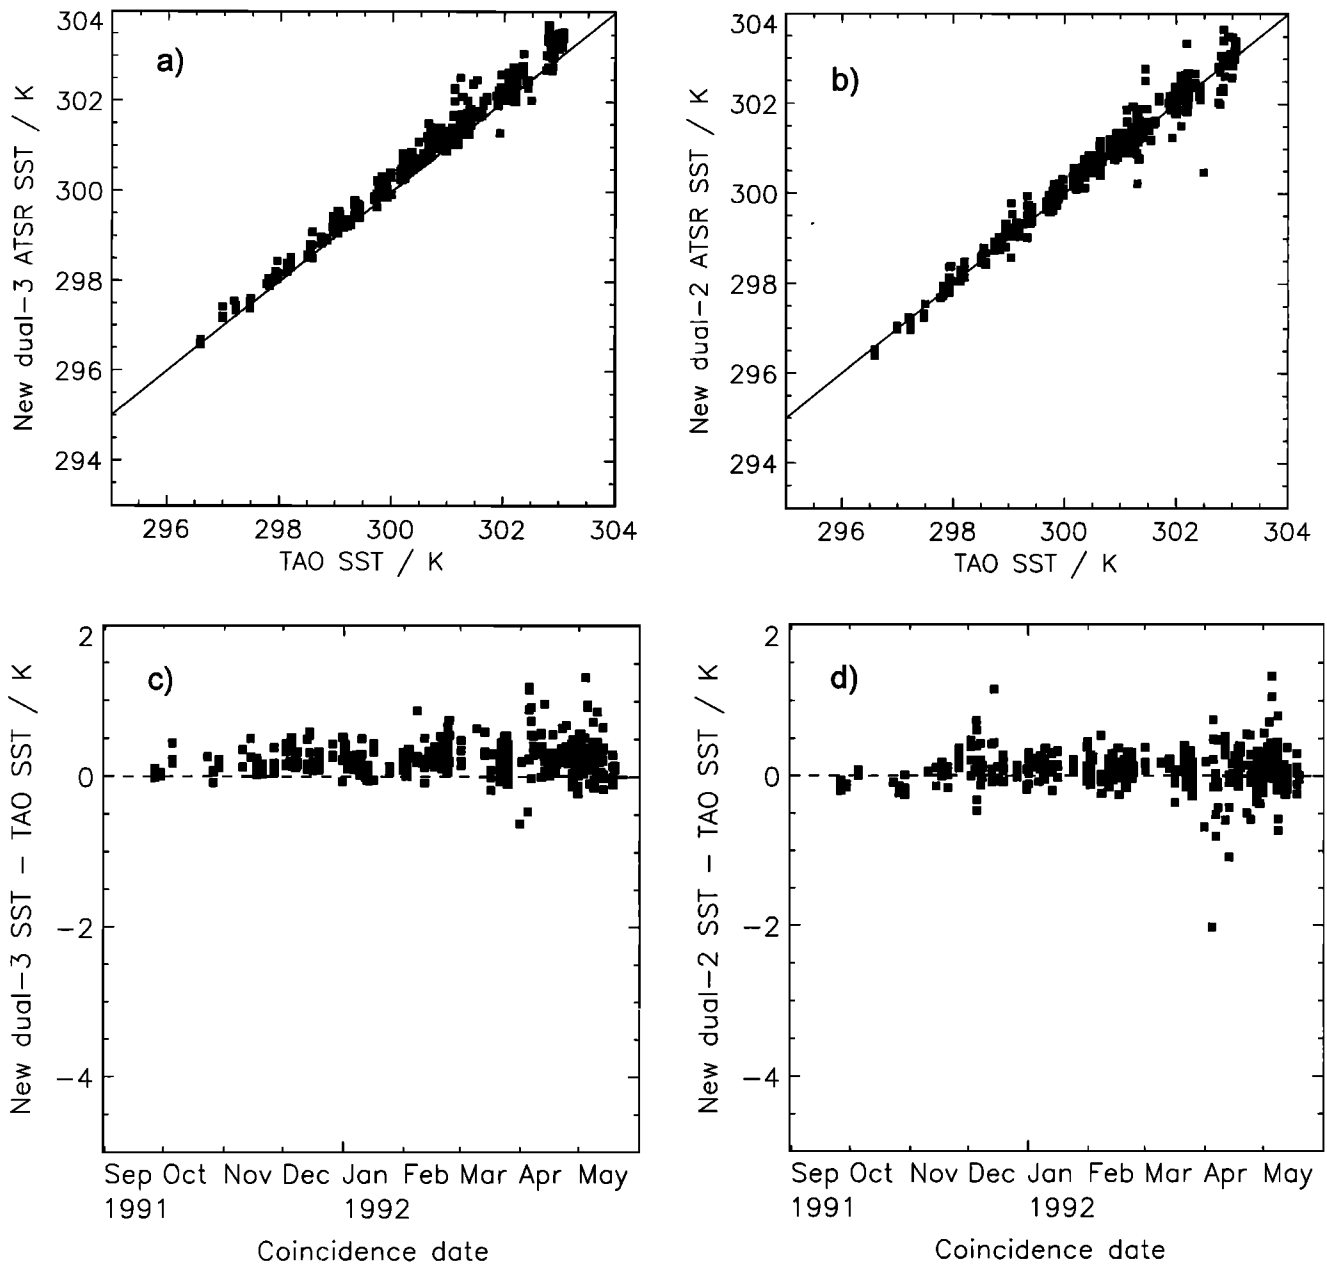 a)
New dual-3 ATSR SST / K
304
302
300
298
296
294
296 298 300 302 304
TAO SST / K
b)
New dual-2 ATSR SST / K
304
302
300
298
296
294
296 298 300 302 304
TAO SST / K
c)
New dual-3 SST - TAO SST / K
2
0
-2
-4
Sep Oct Nov Dec Jan Feb Mar Apr May
1991 1992
Coincidence date
d)
New dual-2 SST - TAO SST / K
2
0
-2
-4
Sep Oct Nov Dec Jan Feb Mar Apr May
1991 1992
Coincidence date